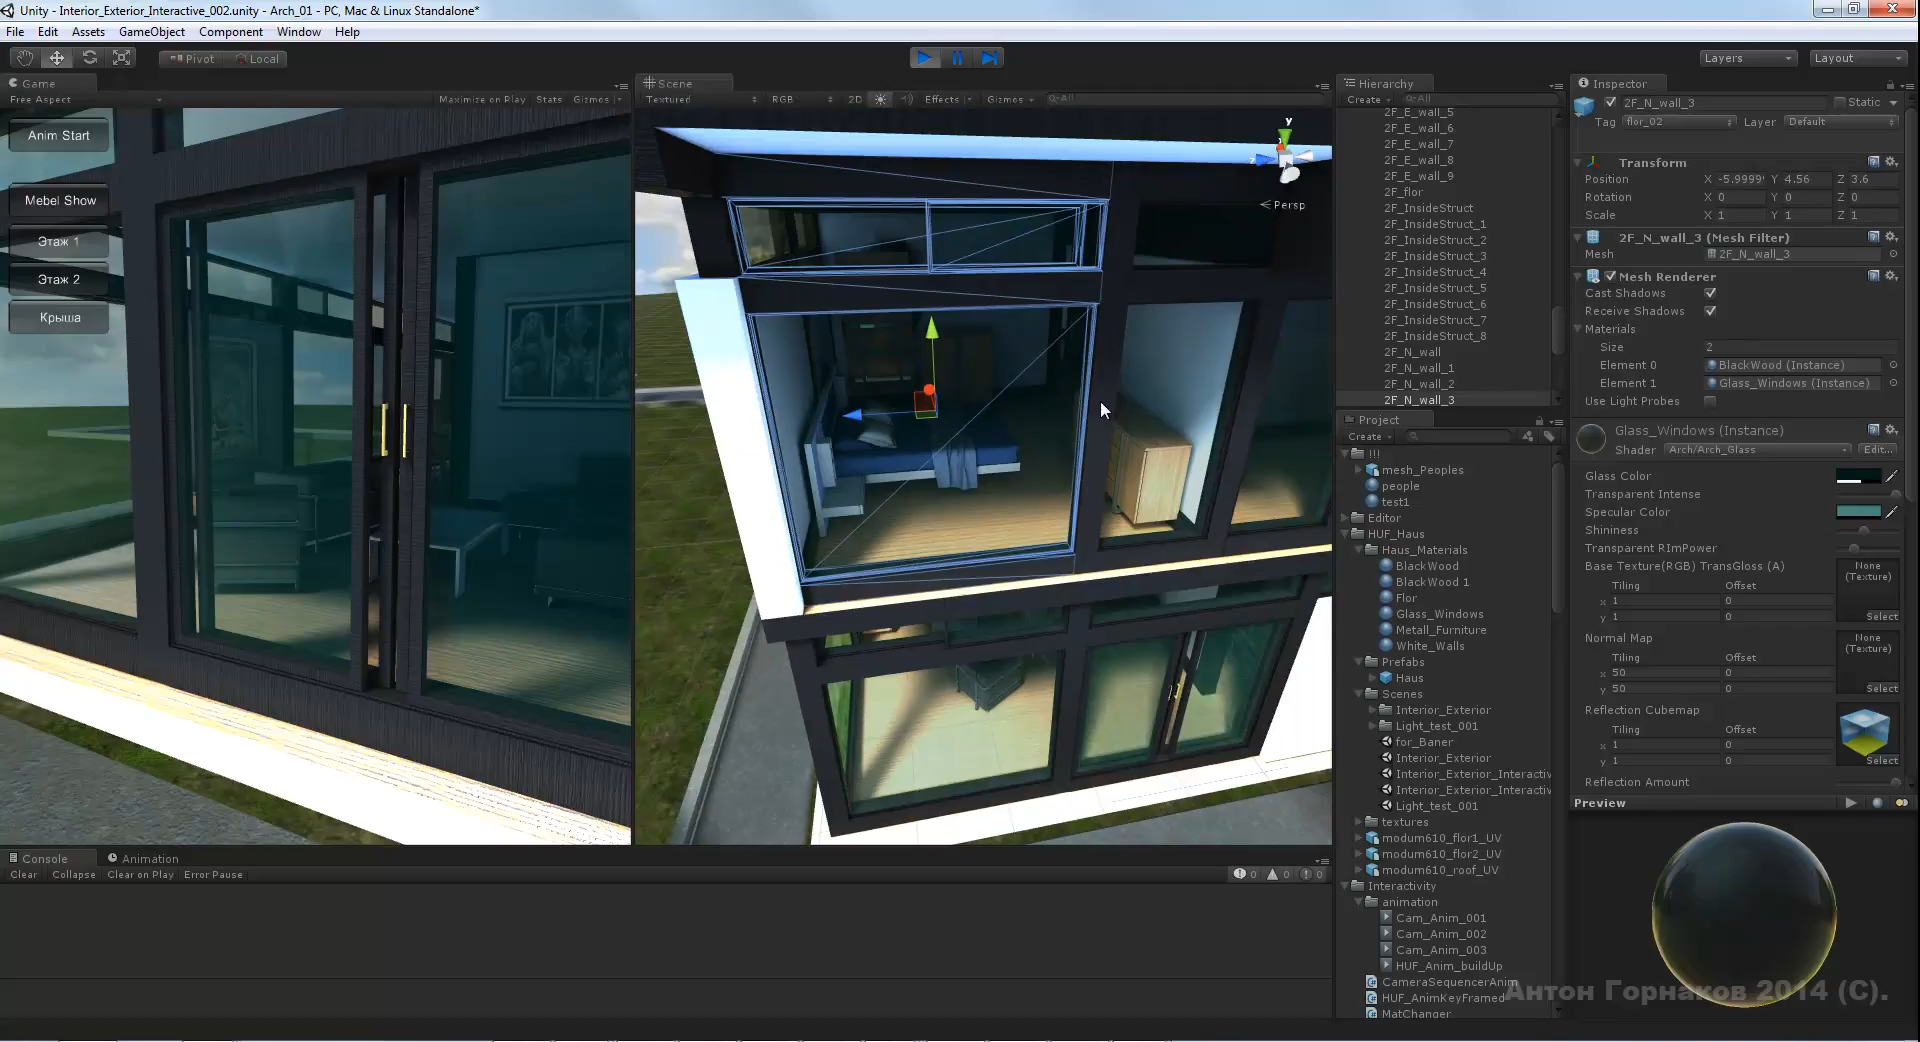 Unity - Interior_Exterior_Interactive_002.unity - Arch_01 - PC, Mac & Linux Standalone*
File Edit Assets GameObject Component Window Help
Pivot Local
Layers Layout
Game
Free Aspect Maximize on Play Stats Gizmos
Anim Start
Mebel Show
Этаж 1
Этаж 2
Крыша
Scene
Textured RGB 2D Effects Gizmos All
y
z
Persp
Hierarchy
Create All
2F_E_wall_5
2F_E_wall_6
2F_E_wall_7
2F_E_wall_8
2F_E_wall_9
2F_flor
2F_InsideStruct
2F_InsideStruct_1
2F_InsideStruct_2
2F_InsideStruct_3
2F_InsideStruct_4
2F_InsideStruct_5
2F_InsideStruct_6
2F_InsideStruct_7
2F_InsideStruct_8
2F_N_wall
2F_N_wall_1
2F_N_wall_2
2F_N_wall_3
Project
Create
!!!
mesh_Peoples
people
test1
Editor
HUF_Haus
Haus_Materials
BlackWood
BlackWood 1
Flor
Glass_Windows
Metall_Furniture
White_Walls
Prefabs
Haus
Scenes
Interior_Exterior
Light_test_001
for_Baner
Interior_Exterior
Interior_Exterior_Interactiv
Interior_Exterior_Interactiv
Light_test_001
textures
modum610_flor1_UV
modum610_flor2_UV
modum610_roof_UV
Interactivity
animation
Cam_Anim_001
Cam_Anim_002
Cam_Anim_003
HUF_Anim_buildUp
CameraSequencerAnim
HUF_AnimKeyFramed
MatChanger
Inspector
2F_N_wall_3 Static
Tag flor_02 Layer Default
Transform
Position X -5.9999 Y 4.56 Z 3.6
Rotation X 0 Y 0 Z 0
Scale X 1 Y 1 Z 1
2F_N_wall_3 (Mesh Filter)
Mesh 2F_N_wall_3
Mesh Renderer
Cast Shadows
Receive Shadows
Materials
Size 2
Element 0 BlackWood (Instance)
Element 1 Glass_Windows (Instance)
Use Light Probes
Glass_Windows (Instance)
Shader Arch/Arch_Glass Edit...
Glass Color
Transparent Intense
Specular Color
Shininess
Transparent RImPower
Base Texture(RGB) TransGloss (A) None (Texture)
Tiling Offset
x 1 0
y 1 0 Select
Normal Map None (Texture)
Tiling Offset
x 50 0
y 50 0 Select
Reflection Cubemap
Tiling Offset
x 1 0
y 1 0 Select
Reflection Amount
Preview
Console Animation
Clear Collapse Clear on Play Error Pause 0 0 0
Антон Горнаков 2014 (С).